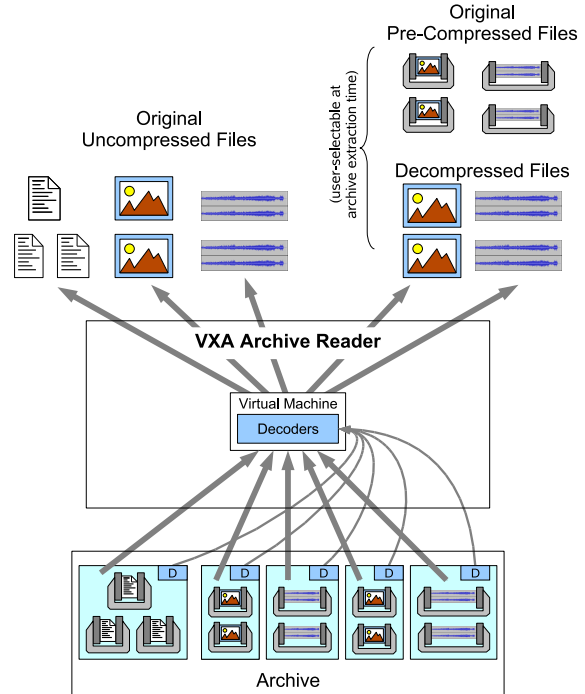 Original
Pre-Compressed Files
Original
Uncompressed Files
(user-selectable at
archive extraction time)
Decompressed Files
VXA Archive Reader
Virtual Machine
Decoders
D
D
D
D
D
Archive